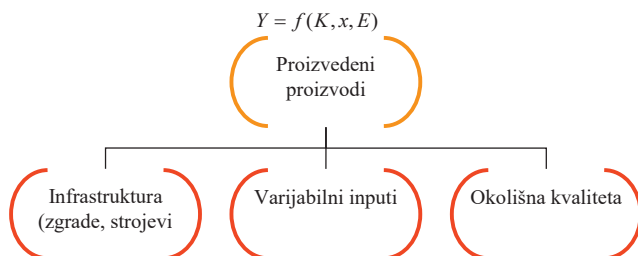 Y = f(K, x, E)
Proizvedeni
proizvodi
Infrastruktura
(zgrade, strojevi
Varijabilni inputi
Okolišna kvaliteta